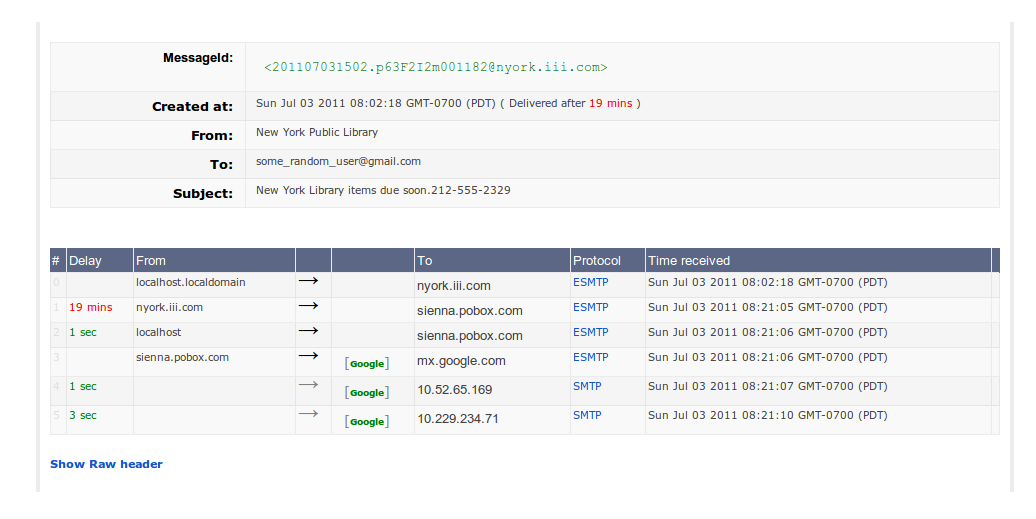 MessageId: <201107031502.p63F2I2m001182@nyork.iii.com>
Created at: Sun Jul 03 2011 08:02:18 GMT-0700 (PDT) ( Delivered after 19 mins )
From: New York Public Library
To: some_random_user@gmail.com
Subject: New York Library items due soon.212-555-2329
# Delay From To Protocol Time received
0 localhost.localdomain → nyork.iii.com ESMTP Sun Jul 03 2011 08:02:18 GMT-0700 (PDT)
1 19 mins nyork.iii.com → sienna.pobox.com ESMTP Sun Jul 03 2011 08:21:05 GMT-0700 (PDT)
2 1 sec localhost → sienna.pobox.com ESMTP Sun Jul 03 2011 08:21:06 GMT-0700 (PDT)
3 sienna.pobox.com → [Google] mx.google.com ESMTP Sun Jul 03 2011 08:21:06 GMT-0700 (PDT)
4 1 sec → [Google] 10.52.65.169 SMTP Sun Jul 03 2011 08:21:07 GMT-0700 (PDT)
5 3 sec → [Google] 10.229.234.71 SMTP Sun Jul 03 2011 08:21:10 GMT-0700 (PDT)
Show Raw header